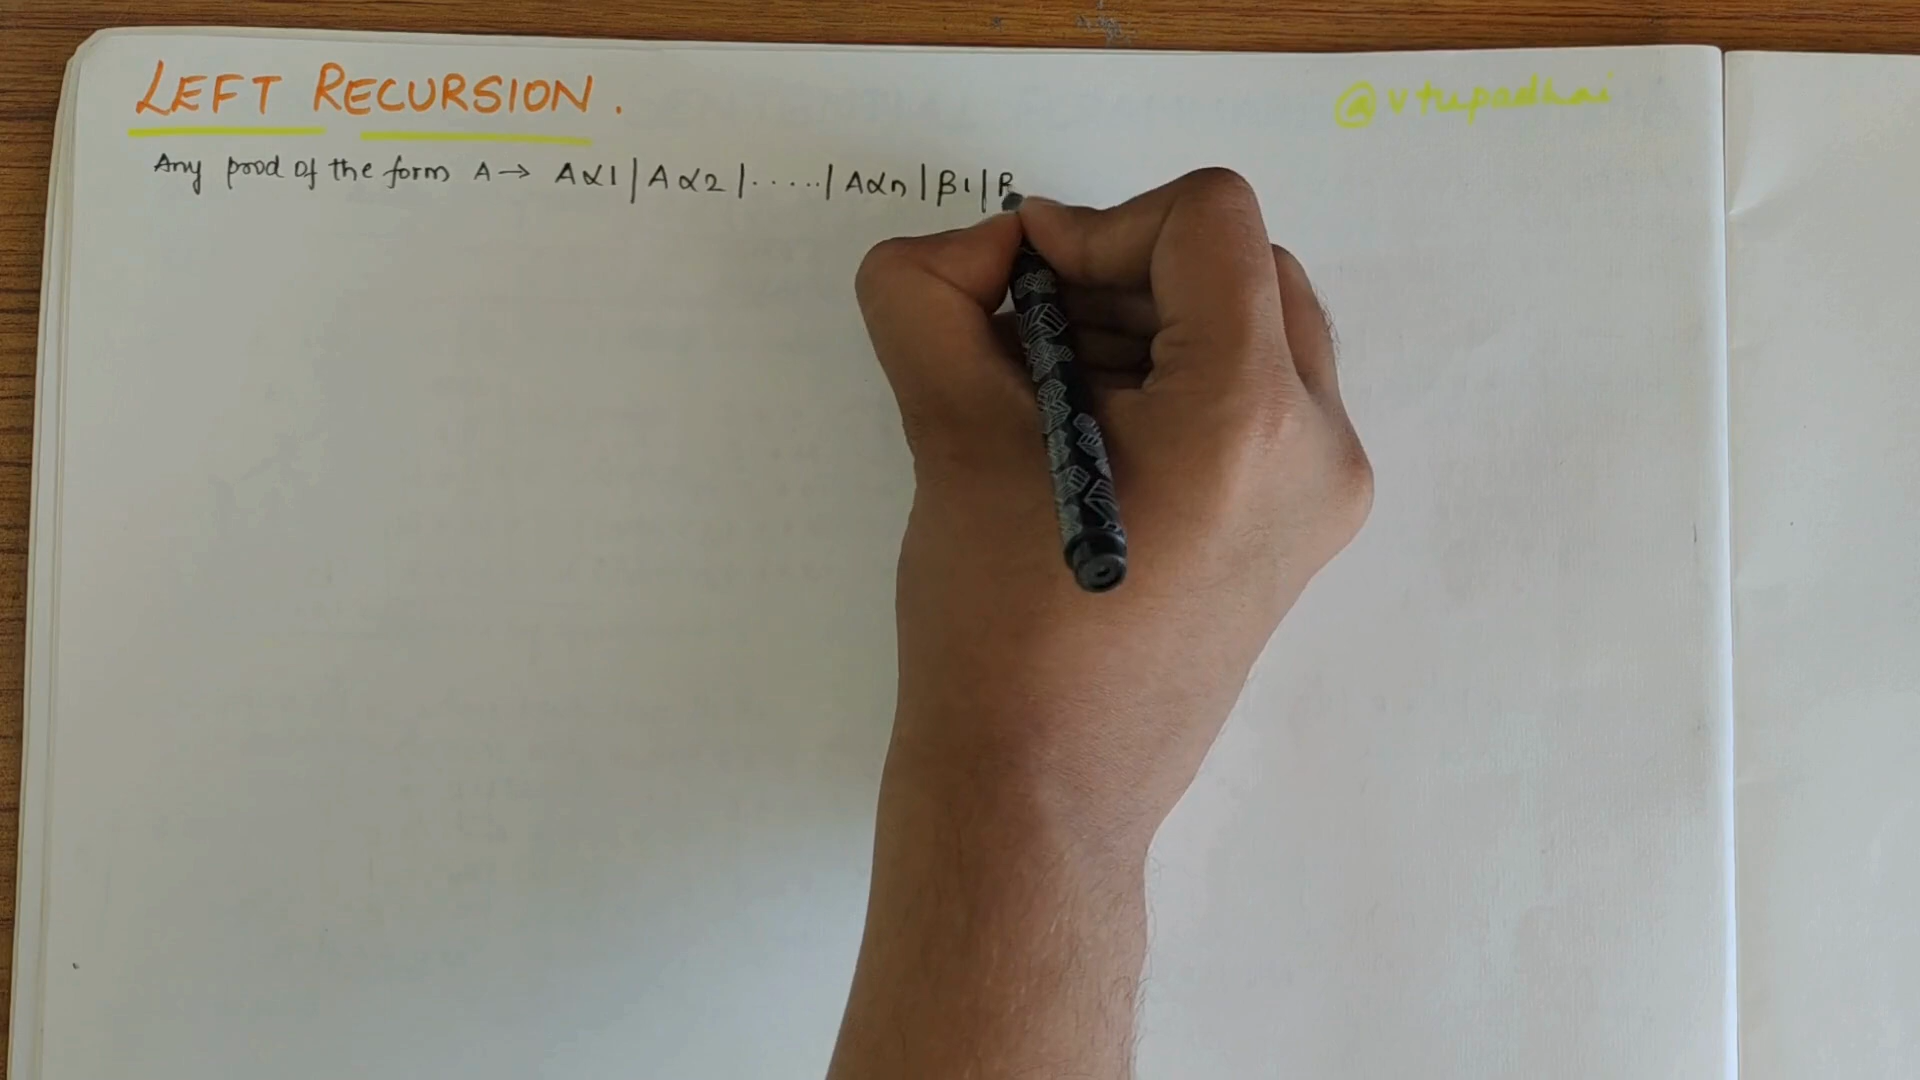 LEFT RECURSION.
@vtupadhai
Any prod of the form A → Aα1 | Aα2 | ..... | Aαn | β1 | β